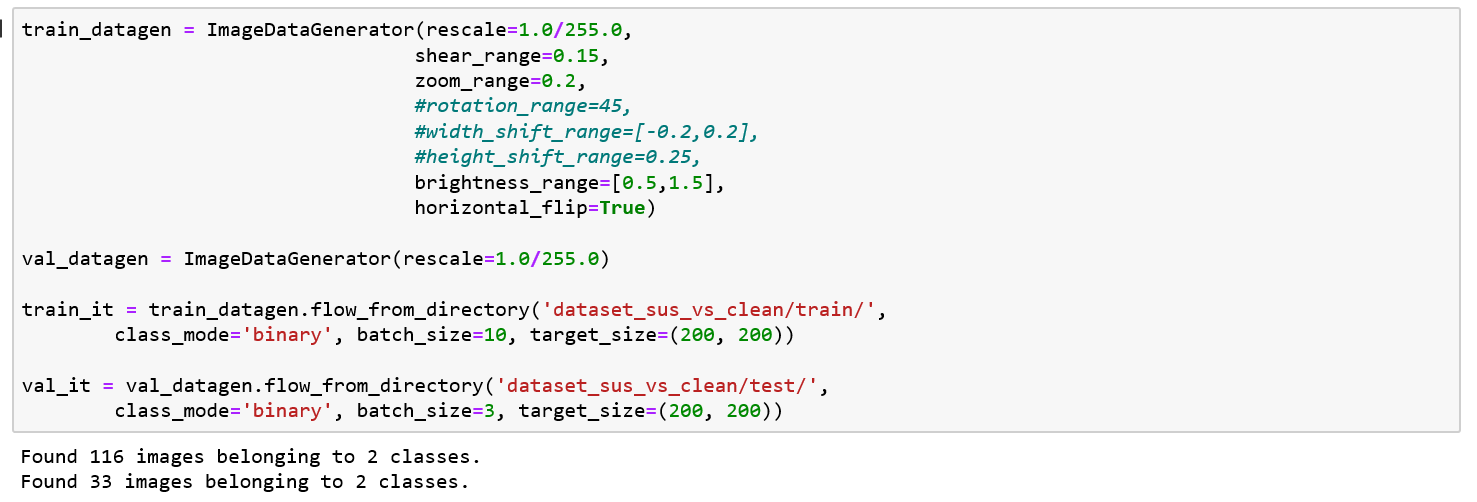 train_datagen = ImageDataGenerator(rescale=1.0/255.0,
shear_range=0.15,
zoom_range=0.2,
#rotation_range=45,
#width_shift_range=[-0.2,0.2],
#height_shift_range=0.25,
brightness_range=[0.5,1.5],
horizontal_flip=True)
val_datagen = ImageDataGenerator(rescale=1.0/255.0)
train_it = train_datagen.flow_from_directory('dataset_sus_vs_clean/train/',
class_mode='binary', batch_size=10, target_size=(200, 200))
val_it = val_datagen.flow_from_directory('dataset_sus_vs_clean/test/',
class_mode='binary', batch_size=3, target_size=(200, 200))
Found 116 images belonging to 2 classes.
Found 33 images belonging to 2 classes.